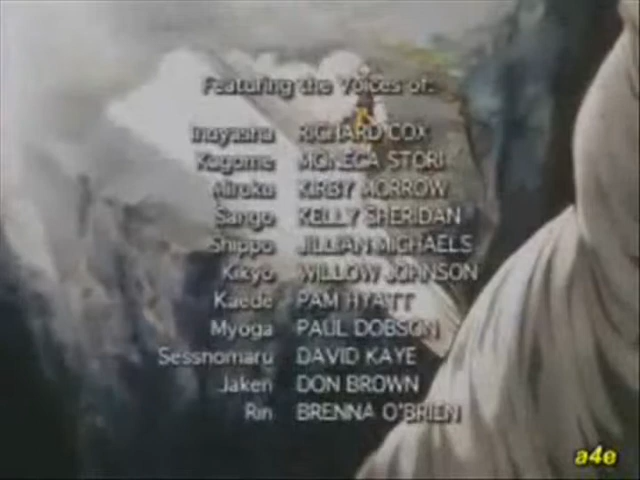 Featuring the Voices of:
Inuyasha RICHARD COX
Kagome MONECA STORI
Miroku KIRBY MORROW
Sango KELLY SHERIDAN
Shippo JILLIAN MICHAELS
Kikyo WILLOW JOHNSON
Kaede PAM HYATT
Myoga PAUL DOBSON
Sesshomaru DAVID KAYE
Jaken DON BROWN
Rin BRENNA O'BRIEN
a4e